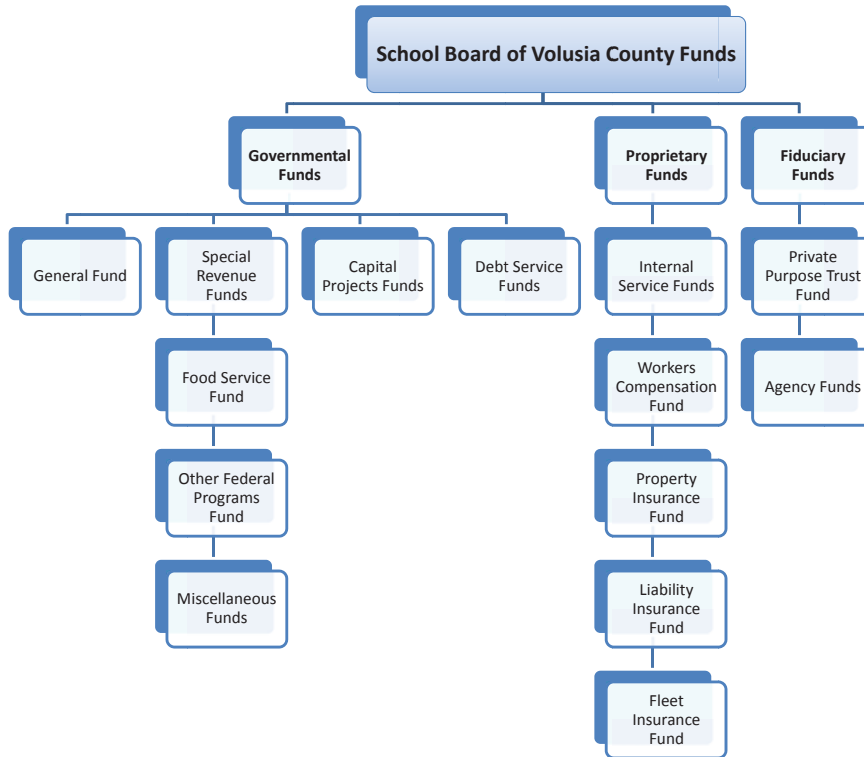 School Board of Volusia County Funds
Governmental
Funds
Proprietary
Funds
Fiduciary
Funds
General Fund
Special
Revenue
Funds
Capital
Projects Funds
Debt Service
Funds
Internal
Service Funds
Private
Purpose Trust
Fund
Food Service
Fund
Workers
Compensation
Fund
Agency Funds
Other Federal
Programs
Fund
Property
Insurance
Fund
Miscellaneous
Funds
Liability
Insurance
Fund
Fleet
Insurance
Fund